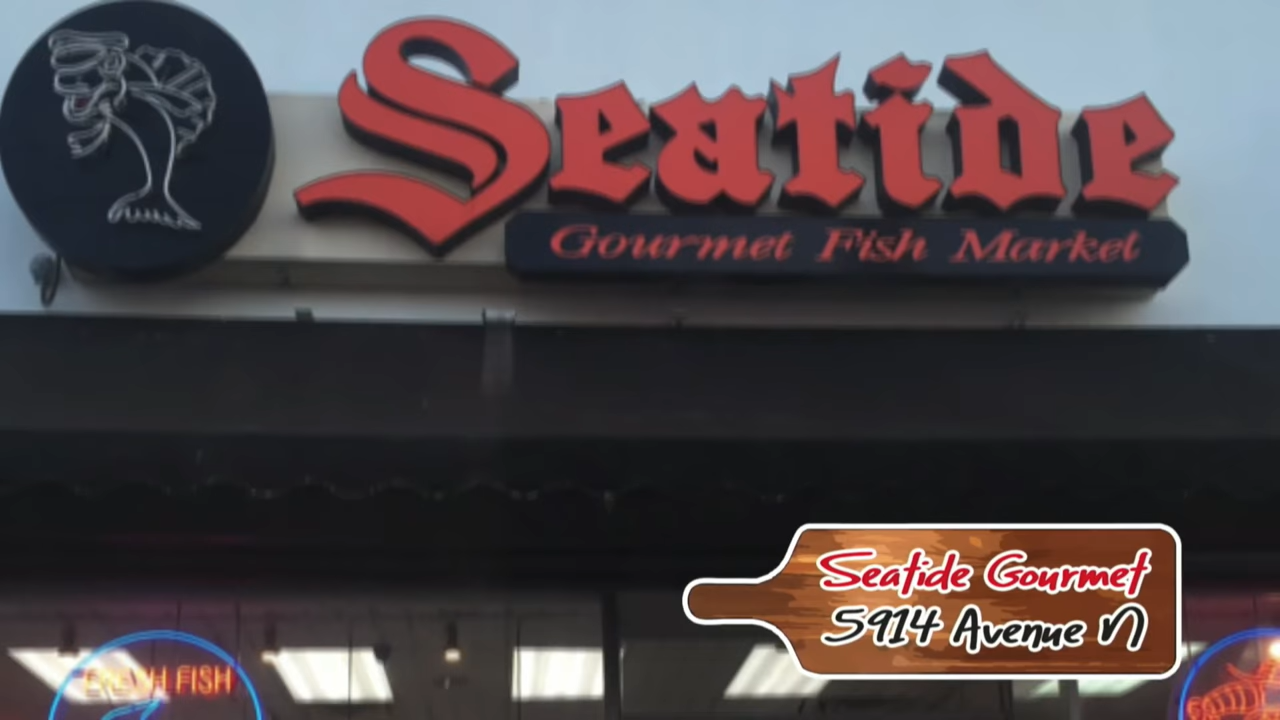 Seatide
Gourmet Fish Market
Seatide Gourmet
5914 Avenue N
FRESH FISH